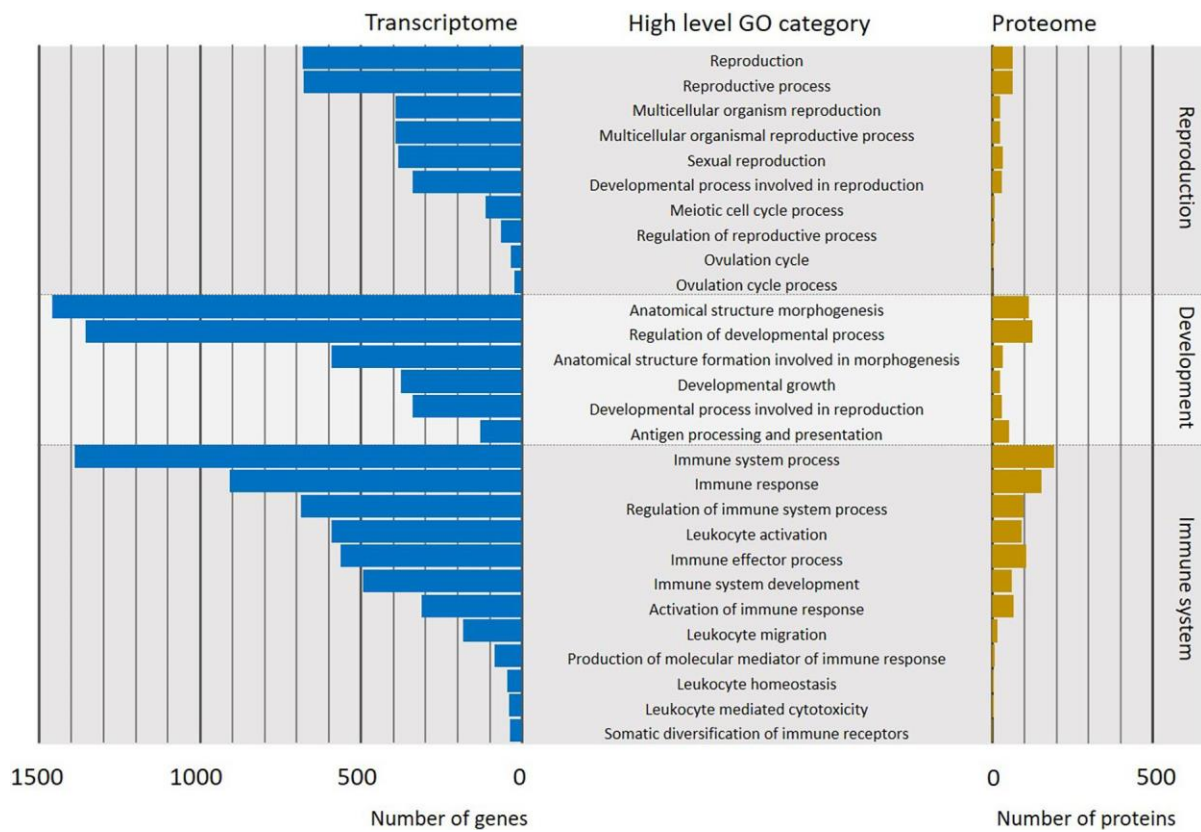 Transcriptome High level GO category Proteome
Reproduction
Reproductive process
Multicellular organism reproduction
Multicellular organismal reproductive process
Sexual reproduction
Developmental process involved in reproduction
Meiotic cell cycle process
Regulation of reproductive process
Ovulation cycle
Ovulation cycle process
Reproduction
Anatomical structure morphogenesis
Regulation of developmental process
Anatomical structure formation involved in morphogenesis
Developmental growth
Developmental process involved in reproduction
Antigen processing and presentation
Development
Immune system process
Immune response
Regulation of immune system process
Leukocyte activation
Immune effector process
Immune system development
Activation of immune response
Leukocyte migration
Production of molecular mediator of immune response
Leukocyte homeostasis
Leukocyte mediated cytotoxicity
Somatic diversification of immune receptors
Immune system
1500 1000 500 0 0 500
Number of genes Number of proteins